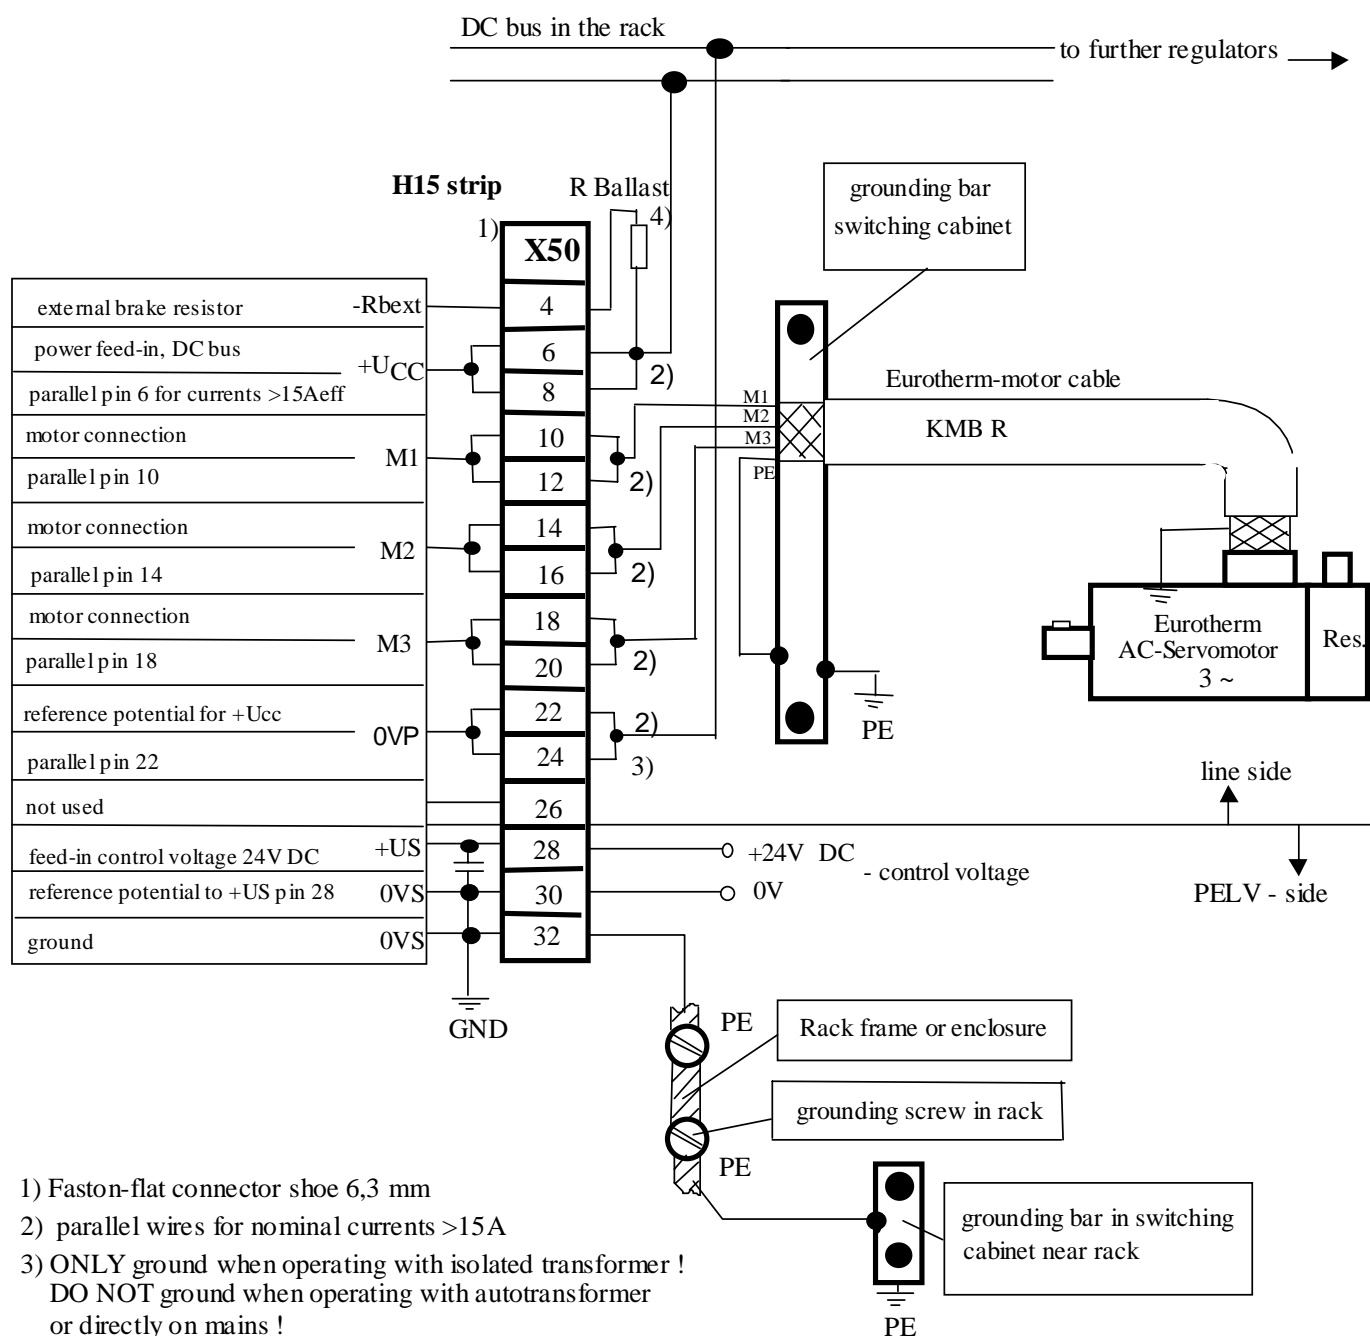 DC bus in the rack
to further regulators
H15 strip
R Ballast
4)
1)
X50
grounding bar
switching cabinet
external brake resistor
-Rbext
4
power feed-in, DC bus
+UCC
6
2)
parallel pin 6 for currents >15Aeff
8
motor connection
M1
10
parallel pin 10
12
2)
motor connection
M2
14
parallel pin 14
16
2)
motor connection
M3
18
parallel pin 18
20
2)
reference potential for +Ucc
0VP
22
2)
parallel pin 22
24
3)
not used
26
feed-in control voltage 24V DC
+US
28
+24V DC
reference potential to +US pin 28
0VS
30
0V
- control voltage
ground
0VS
32
GND
M1
M2
M3
PE
Eurotherm-motor cable
KMB R
PE
Eurotherm
AC-Servomotor
3 ~
Res.
line side
PELV - side
PE
Rack frame or enclosure
grounding screw in rack
PE
grounding bar in switching
cabinet near rack
PE
1) Faston-flat connector shoe 6,3 mm
2) parallel wires for nominal currents >15A
3) ONLY ground when operating with isolated transformer !
DO NOT ground when operating with autotransformer
or directly on mains !